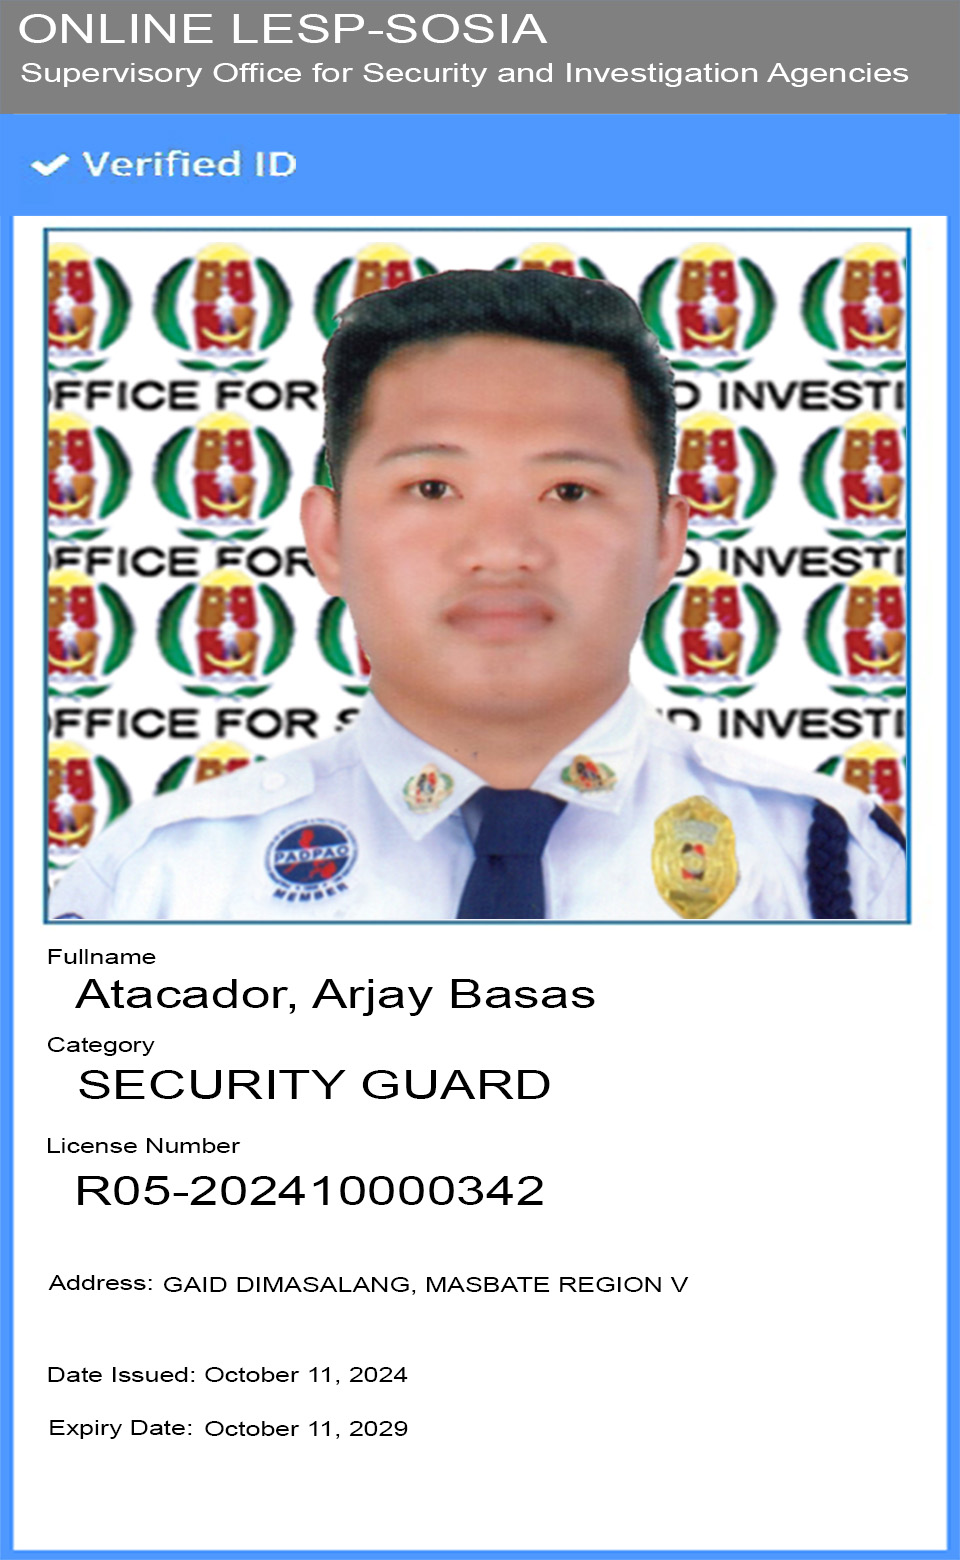 ONLINE LESP-SOSIA
Supervisory Office for Security and Investigation Agencies
Verified ID
FFICE FOR D INVESTI
FFICE FOR D INVESTI
FFICE FOR S D INVESTI
PADPAO
MEMBER
Fullname
Atacador, Arjay Basas
Category
SECURITY GUARD
License Number
R05-202410000342
Address: GAID DIMASALANG, MASBATE REGION V
Date Issued: October 11, 2024
Expiry Date: October 11, 2029